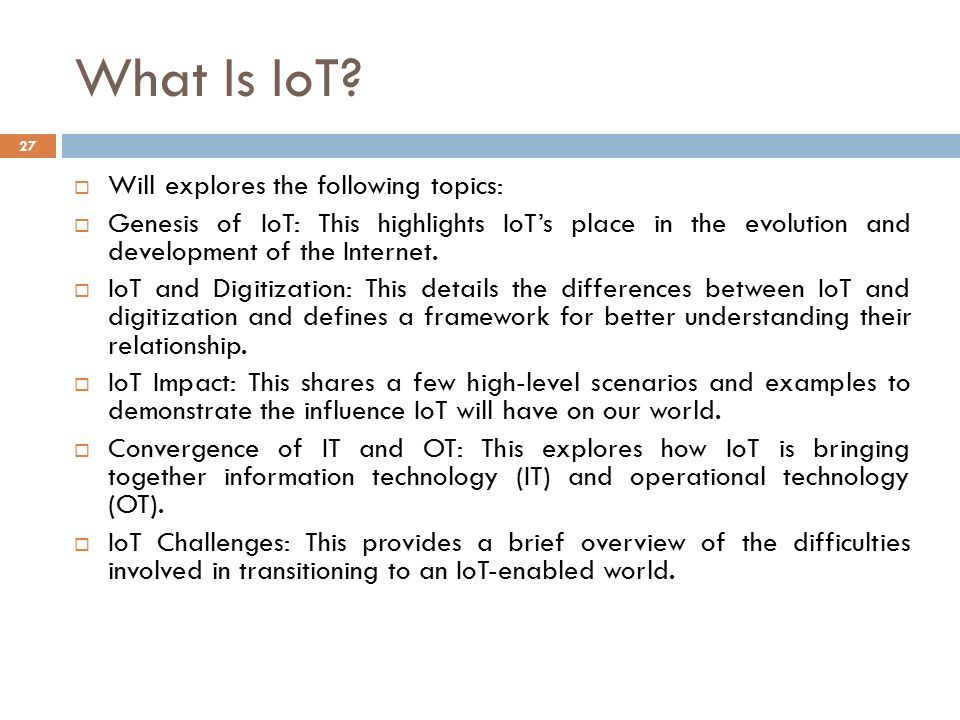 What Is IoT?
27
Will explores the following topics:
Genesis of IoT: This highlights IoT’s place in the evolution and
development of the Internet.
IoT and Digitization: This details the differences between IoT and
digitization and defines a framework for better understanding their
relationship.
IoT Impact: This shares a few high-level scenarios and examples to
demonstrate the influence IoT will have on our world.
Convergence of IT and OT: This explores how IoT is bringing
together information technology (IT) and operational technology
(OT).
IoT Challenges: This provides a brief overview of the difficulties
involved in transitioning to an IoT-enabled world.